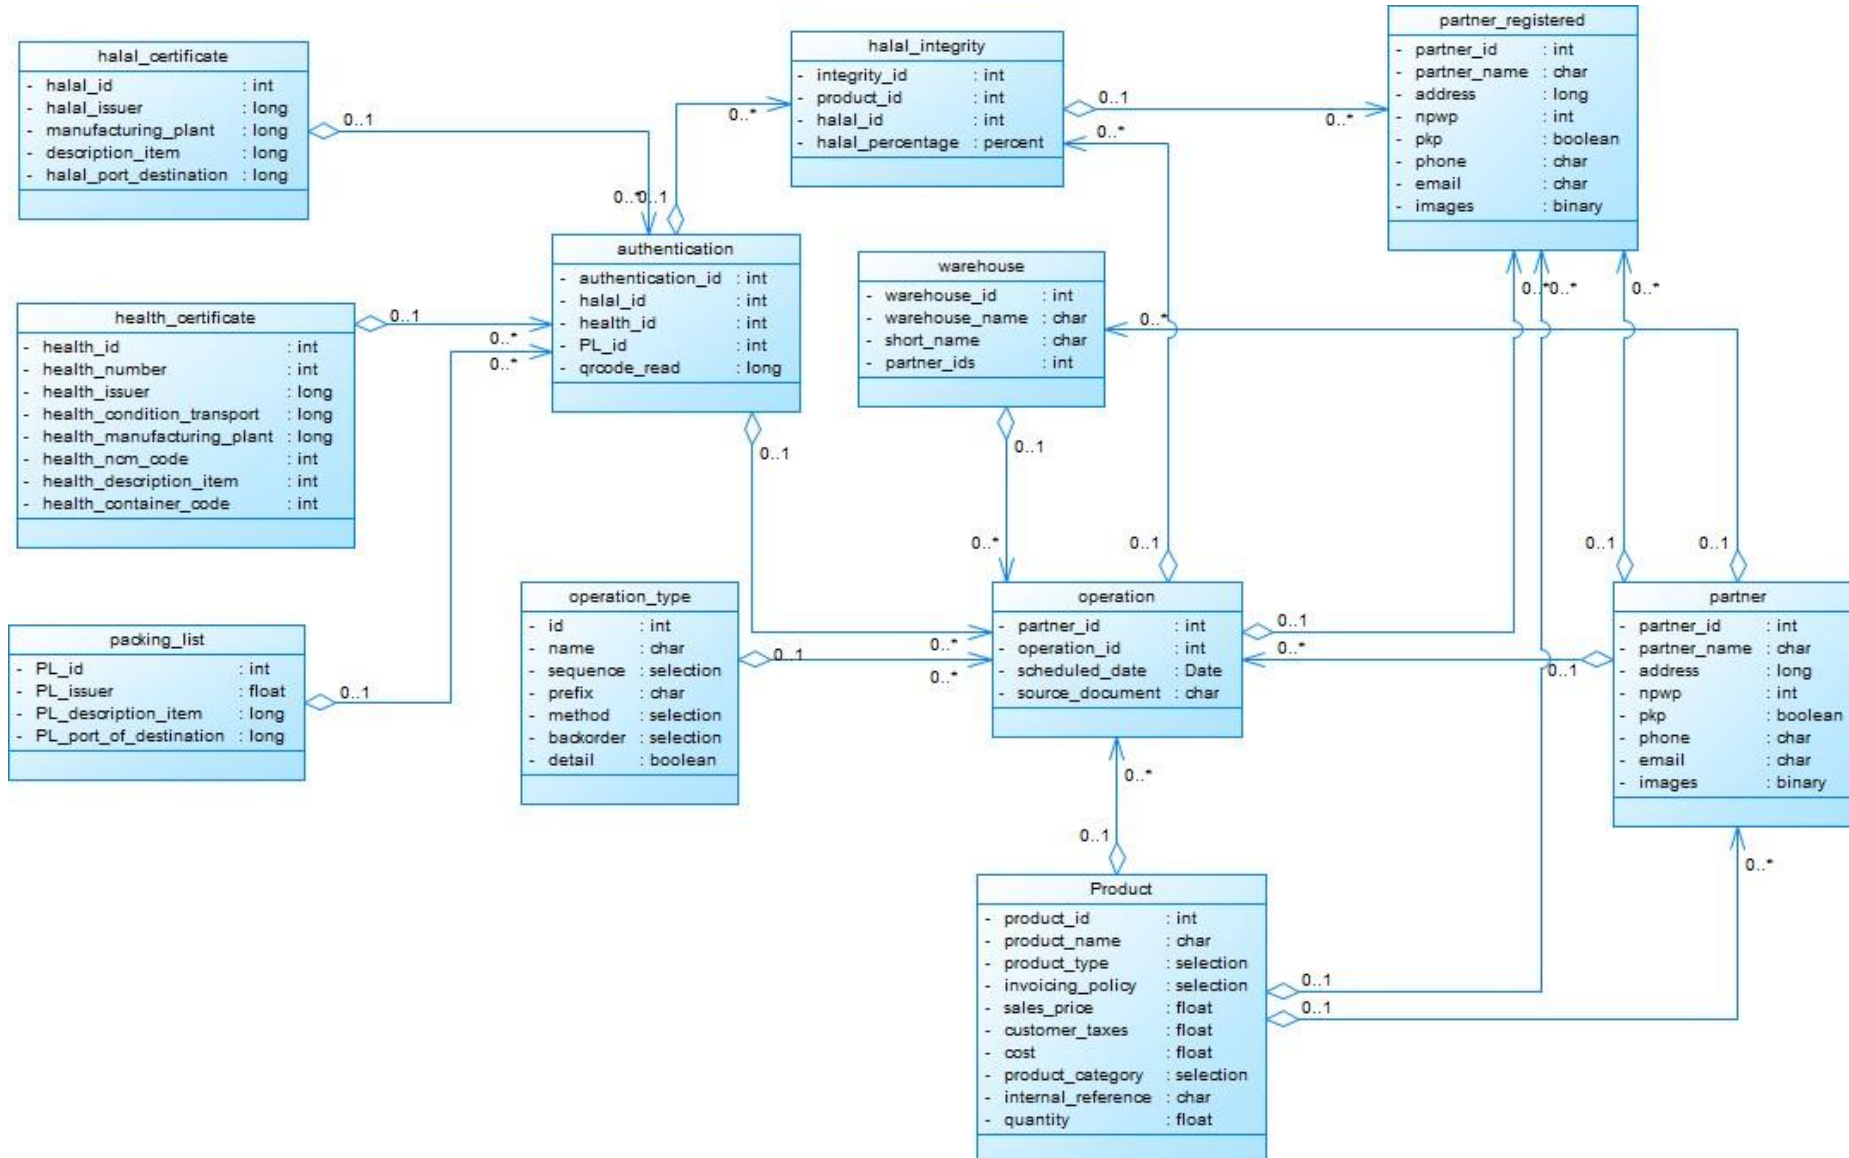 halal_certificate
- halal_id : int
- halal_issuer : long
- manufacturing_plant : long
- description_item : long
- halal_port_destination : long
0..1
0..*
halal_integrity
- integrity_id : int
- product_id : int
- halal_id : int
- halal_percentage : percent
0..*
0..1
0..*
0..*
partner_registered
- partner_id : int
- partner_name : char
- address : long
- npwp : int
- pkp : boolean
- phone : char
- email : char
- images : binary
0..*
0..*
0..*
0..1
authentication
- authentication_id : int
- halal_id : int
- health_id : int
- PL_id : int
- qrcode_read : long
0..*
0..*
0..1
warehouse
- warehouse_id : int
- warehouse_name : char
- short_name : char
- partner_ids : int
0..*
0..1
health_certificate
- health_id : int
- health_number : int
- health_issuer : long
- health_condition_transport : long
- health_manufacturing_plant : long
- health_ncm_code : int
- health_description_item : int
- health_container_code : int
0..1
packing_list
- PL_id : int
- PL_issuer : float
- PL_description_item : long
- PL_port_of_destination : long
0..1
operation_type
- id : int
- name : char
- sequence : selection
- prefix : char
- method : selection
- backorder : selection
- detail : boolean
0..1
0..*
0..*
0..*
0..1
operation
- partner_id : int
- operation_id : int
- scheduled_date : Date
- source_document : char
0..1
0..*
0..*
0..1
0..1
0..1
0..1
partner
- partner_id : int
- partner_name : char
- address : long
- npwp : int
- pkp : boolean
- phone : char
- email : char
- images : binary
0..*
Product
- product_id : int
- product_name : char
- product_type : selection
- invoicing_policy : selection
- sales_price : float
- customer_taxes : float
- cost : float
- product_category : selection
- internal_reference : char
- quantity : float
0..1
0..1